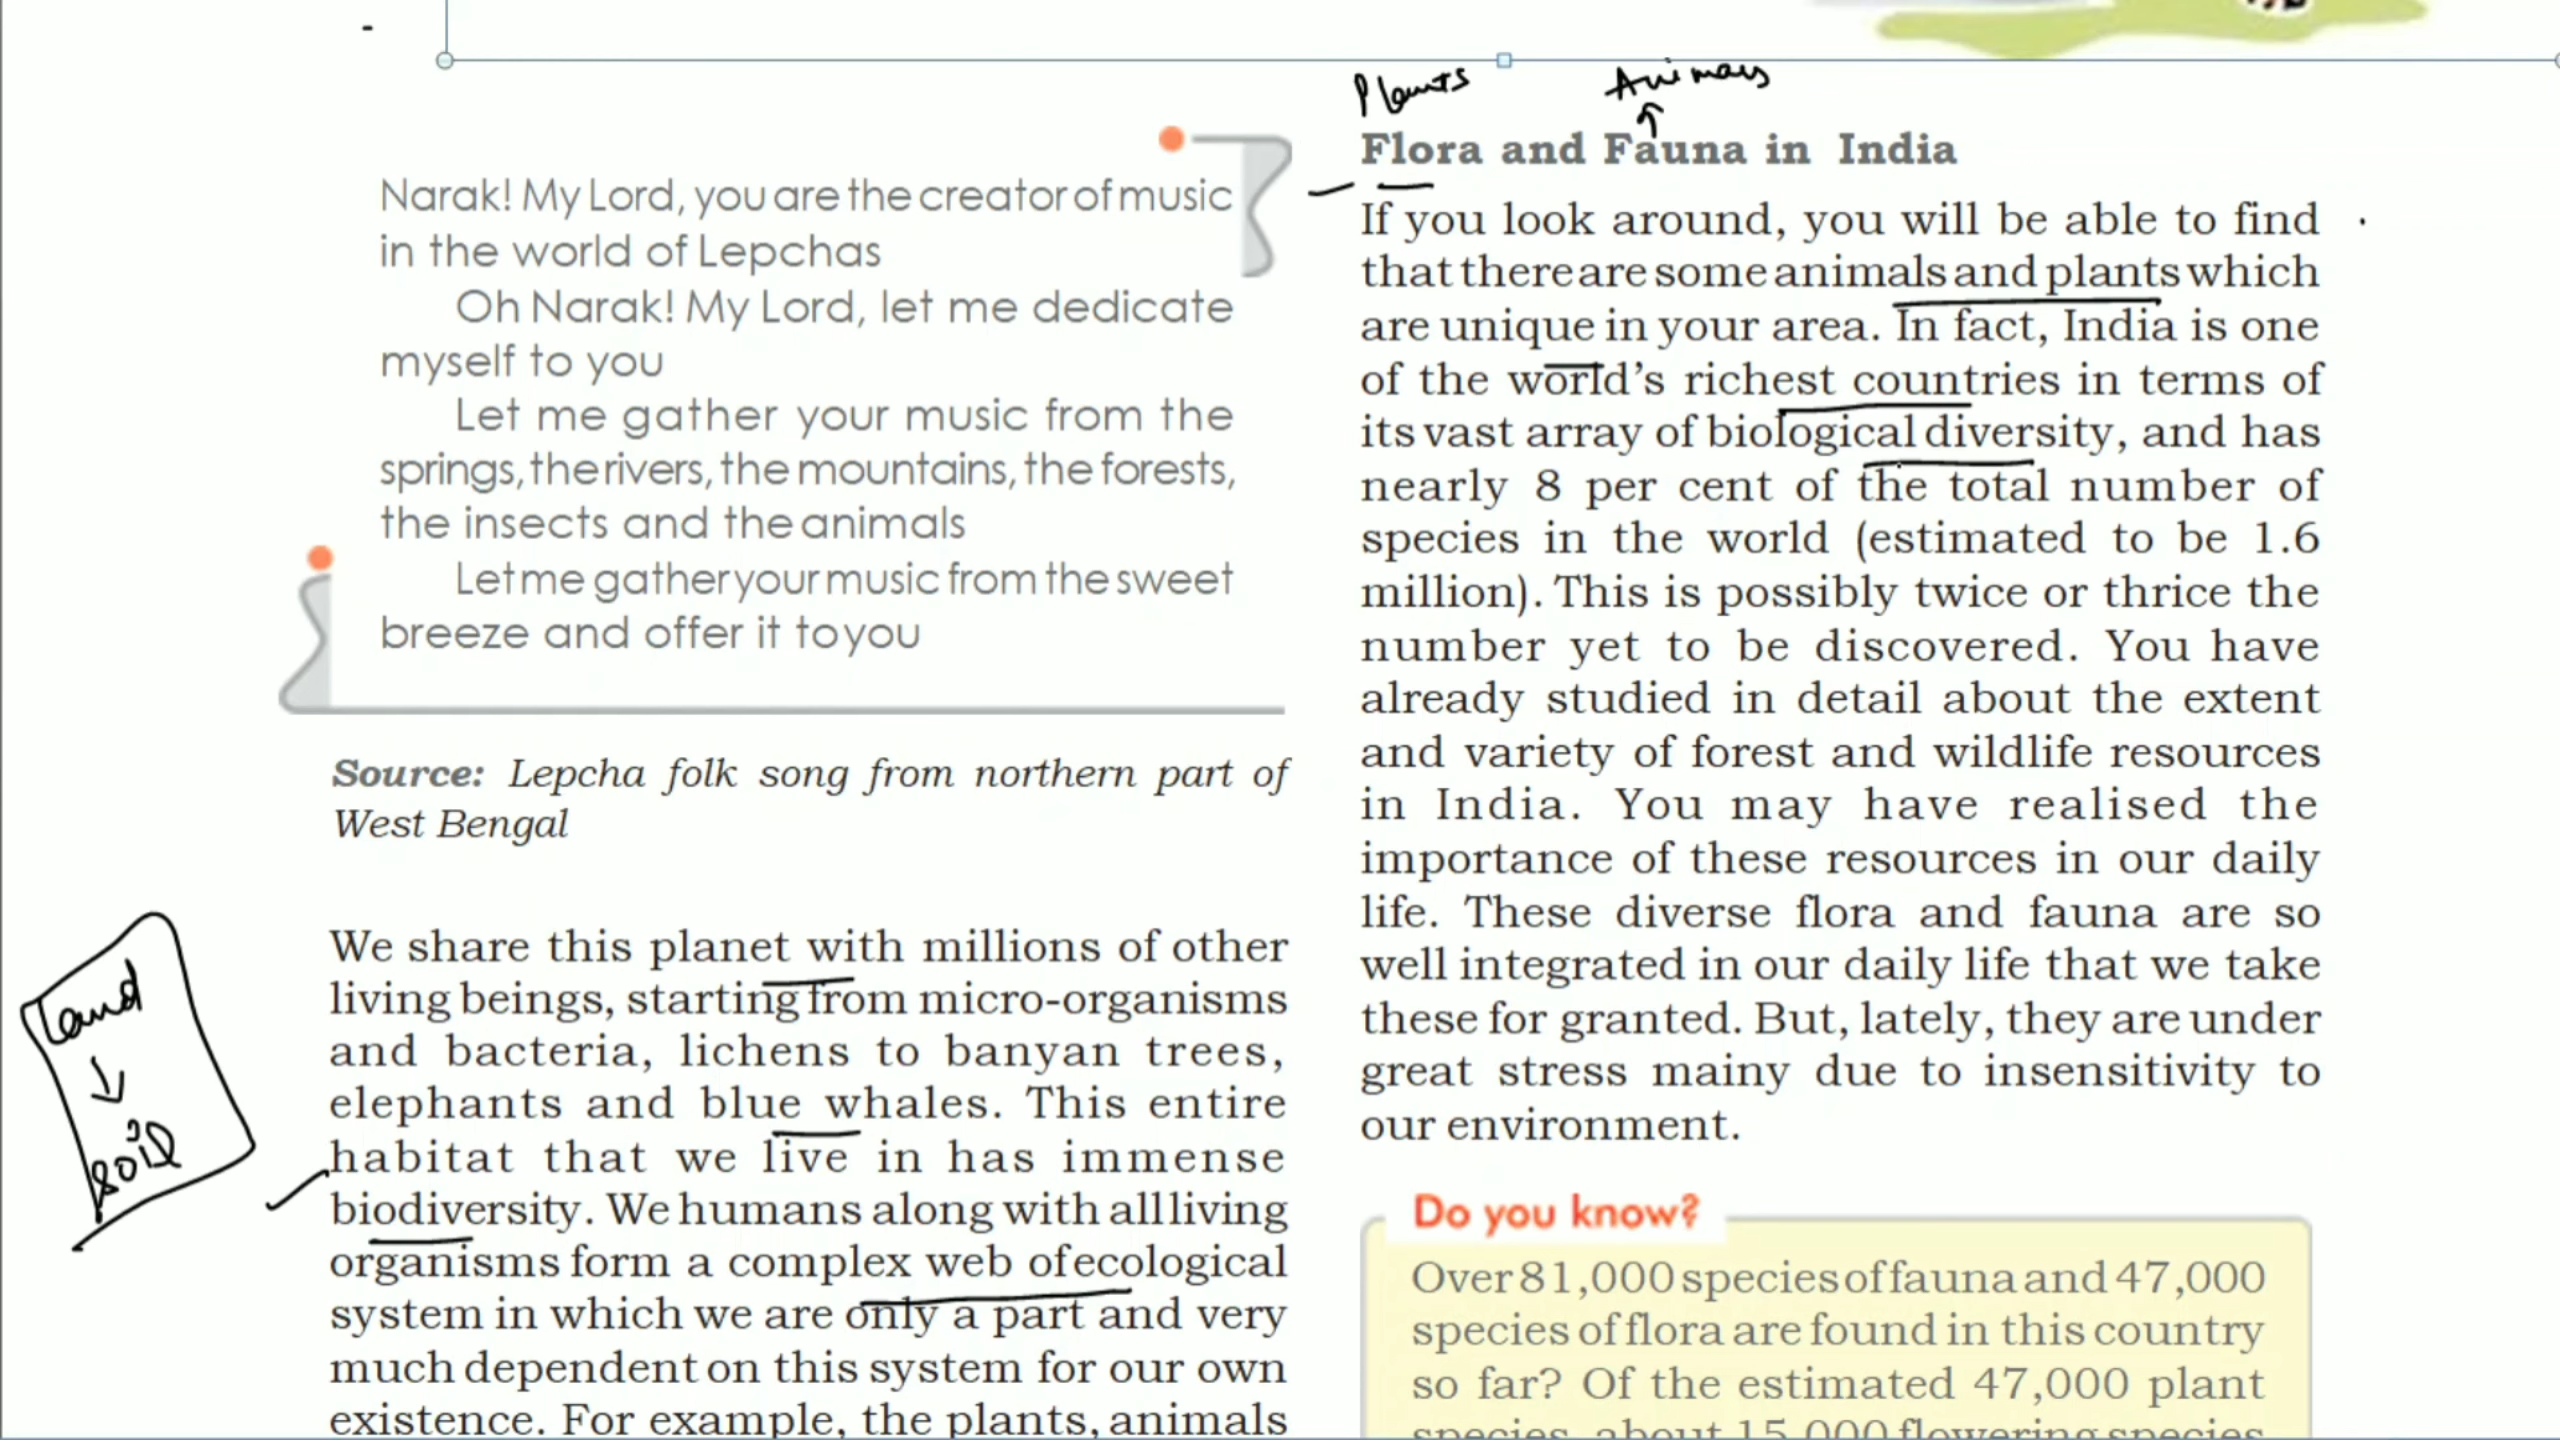 Narak! My Lord, you are the creator of music
in the world of Lepchas
Oh Narak! My Lord, let me dedicate
myself to you
Let me gather your music from the
springs, the rivers, the mountains, the forests,
the insects and the animals
Let me gather your music from the sweet
breeze and offer it to you
Source: Lepcha folk song from northern part of
West Bengal
Land
soil
We share this planet with millions of other
living beings, starting from micro-organisms
and bacteria, lichens to banyan trees,
elephants and blue whales. This entire
habitat that we live in has immense
biodiversity. We humans along with all living
organisms form a complex web of ecological
system in which we are only a part and very
much dependent on this system for our own
existence. For example, the plants, animals
Plants Animals
Flora and Fauna in India
If you look around, you will be able to find
that there are some animals and plants which
are unique in your area. In fact, India is one
of the world's richest countries in terms of
its vast array of biological diversity, and has
nearly 8 per cent of the total number of
species in the world (estimated to be 1.6
million). This is possibly twice or thrice the
number yet to be discovered. You have
already studied in detail about the extent
and variety of forest and wildlife resources
in India. You may have realised the
importance of these resources in our daily
life. These diverse flora and fauna are so
well integrated in our daily life that we take
these for granted. But, lately, they are under
great stress mainy due to insensitivity to
our environment.
Do you know?
Over 81,000 species of fauna and 47,000
species of flora are found in this country
so far? Of the estimated 47,000 plant
species, about 15,000 flowering species